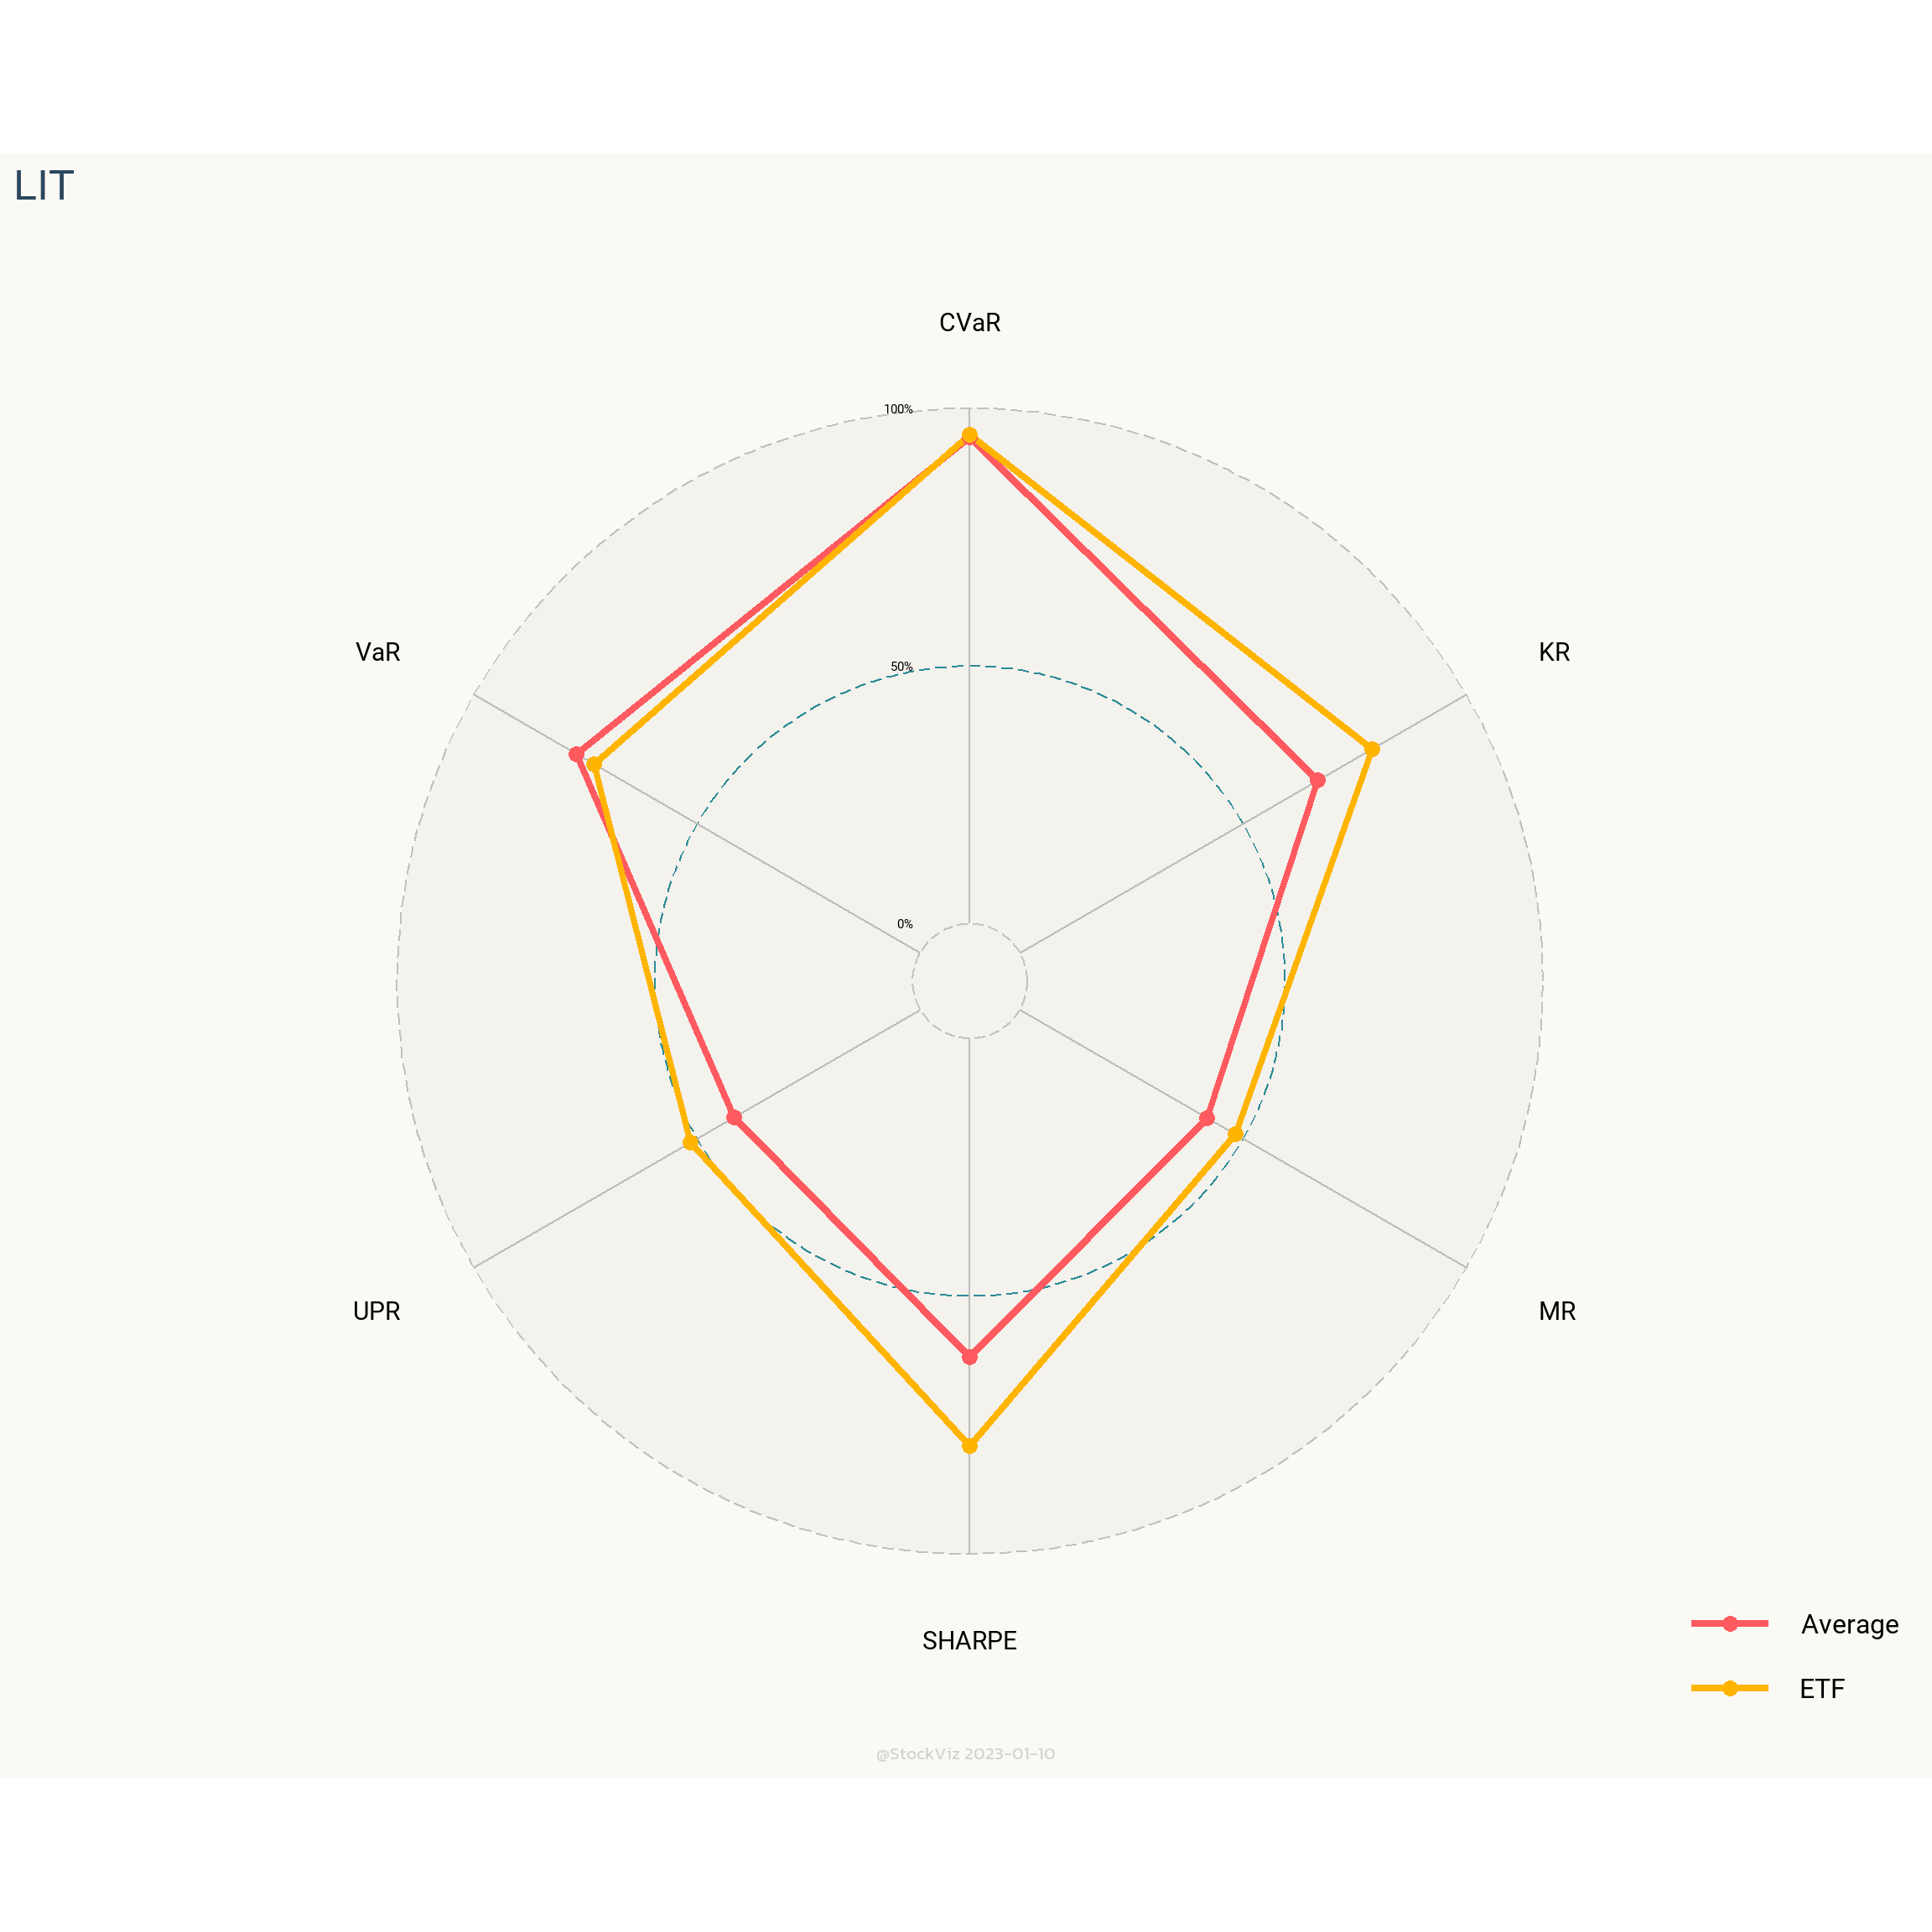 LIT
CVaR
100%
VaR
KR
50%
0%
UPR
MR
SHARPE
Average
ETF
@StockViz 2023-01-10